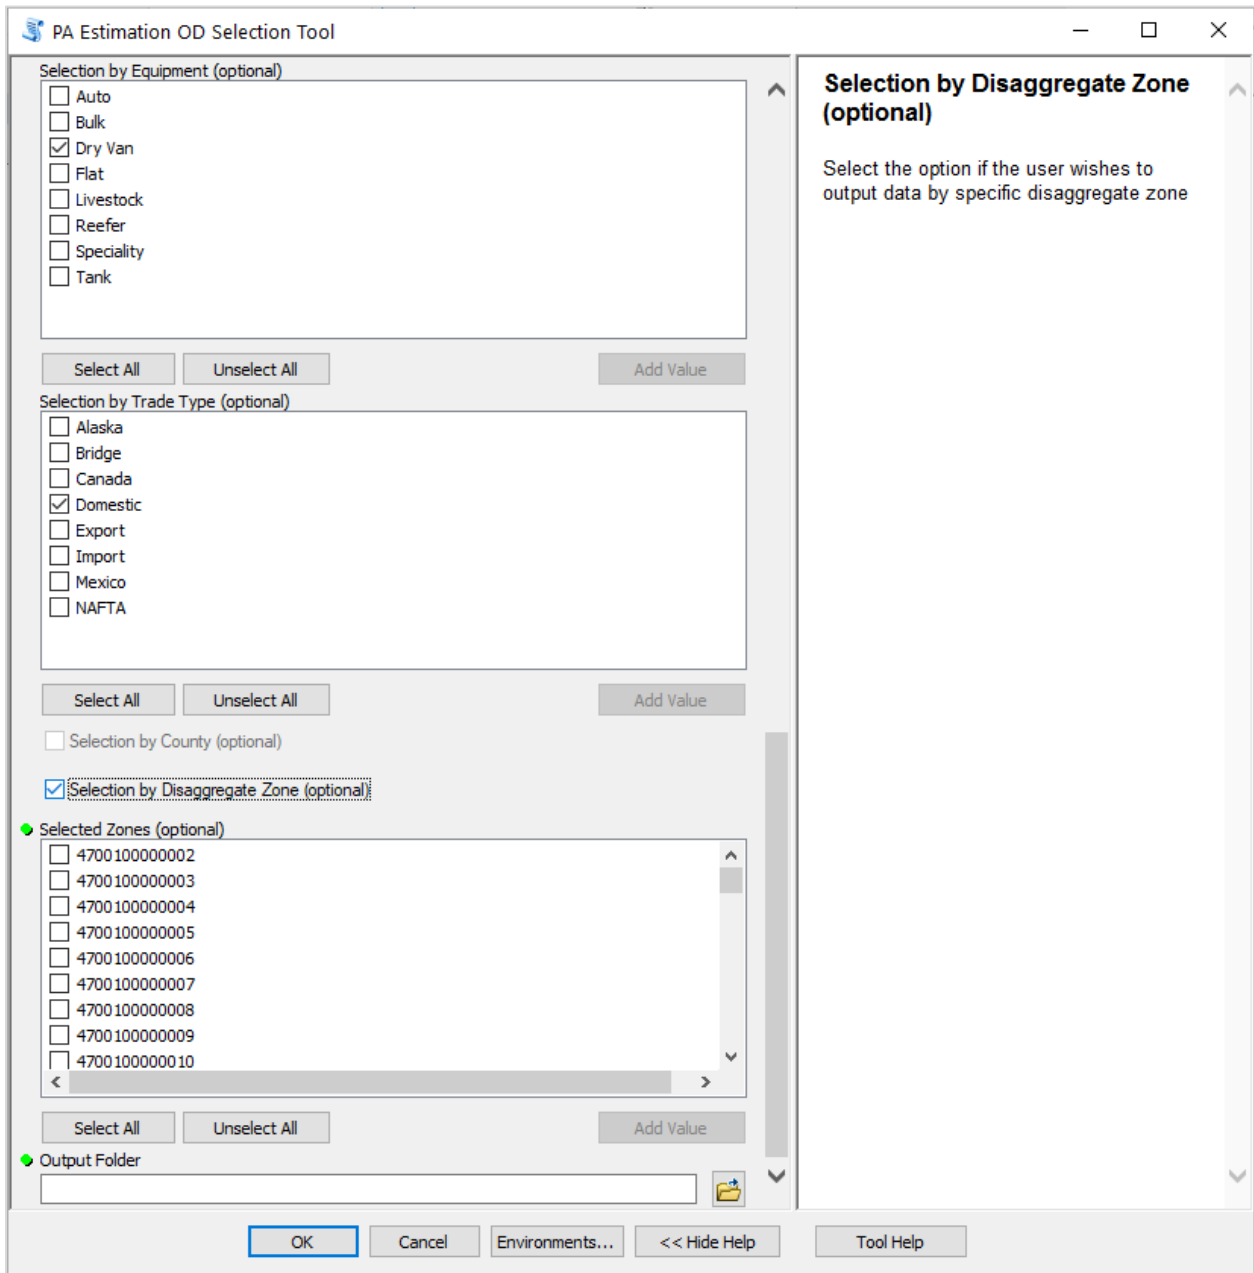 PA Estimation OD Selection Tool
Selection by Equipment (optional)
Auto
Bulk
Dry Van
Flat
Livestock
Reefer
Speciality
Tank
Select All
Unselect All
Add Value
Selection by Trade Type (optional)
Alaska
Bridge
Canada
Domestic
Export
Import
Mexico
NAFTA
Select All
Unselect All
Add Value
Selection by County (optional)
Selection by Disaggregate Zone (optional)
Selected Zones (optional)
4700100000002
4700100000003
4700100000004
4700100000005
4700100000006
4700100000007
4700100000008
4700100000009
4700100000010
Select All
Unselect All
Add Value
Output Folder
OK
Cancel
Environments...
<< Hide Help
Tool Help
Selection by Disaggregate Zone
(optional)
Select the option if the user wishes to
output data by specific disaggregate zone